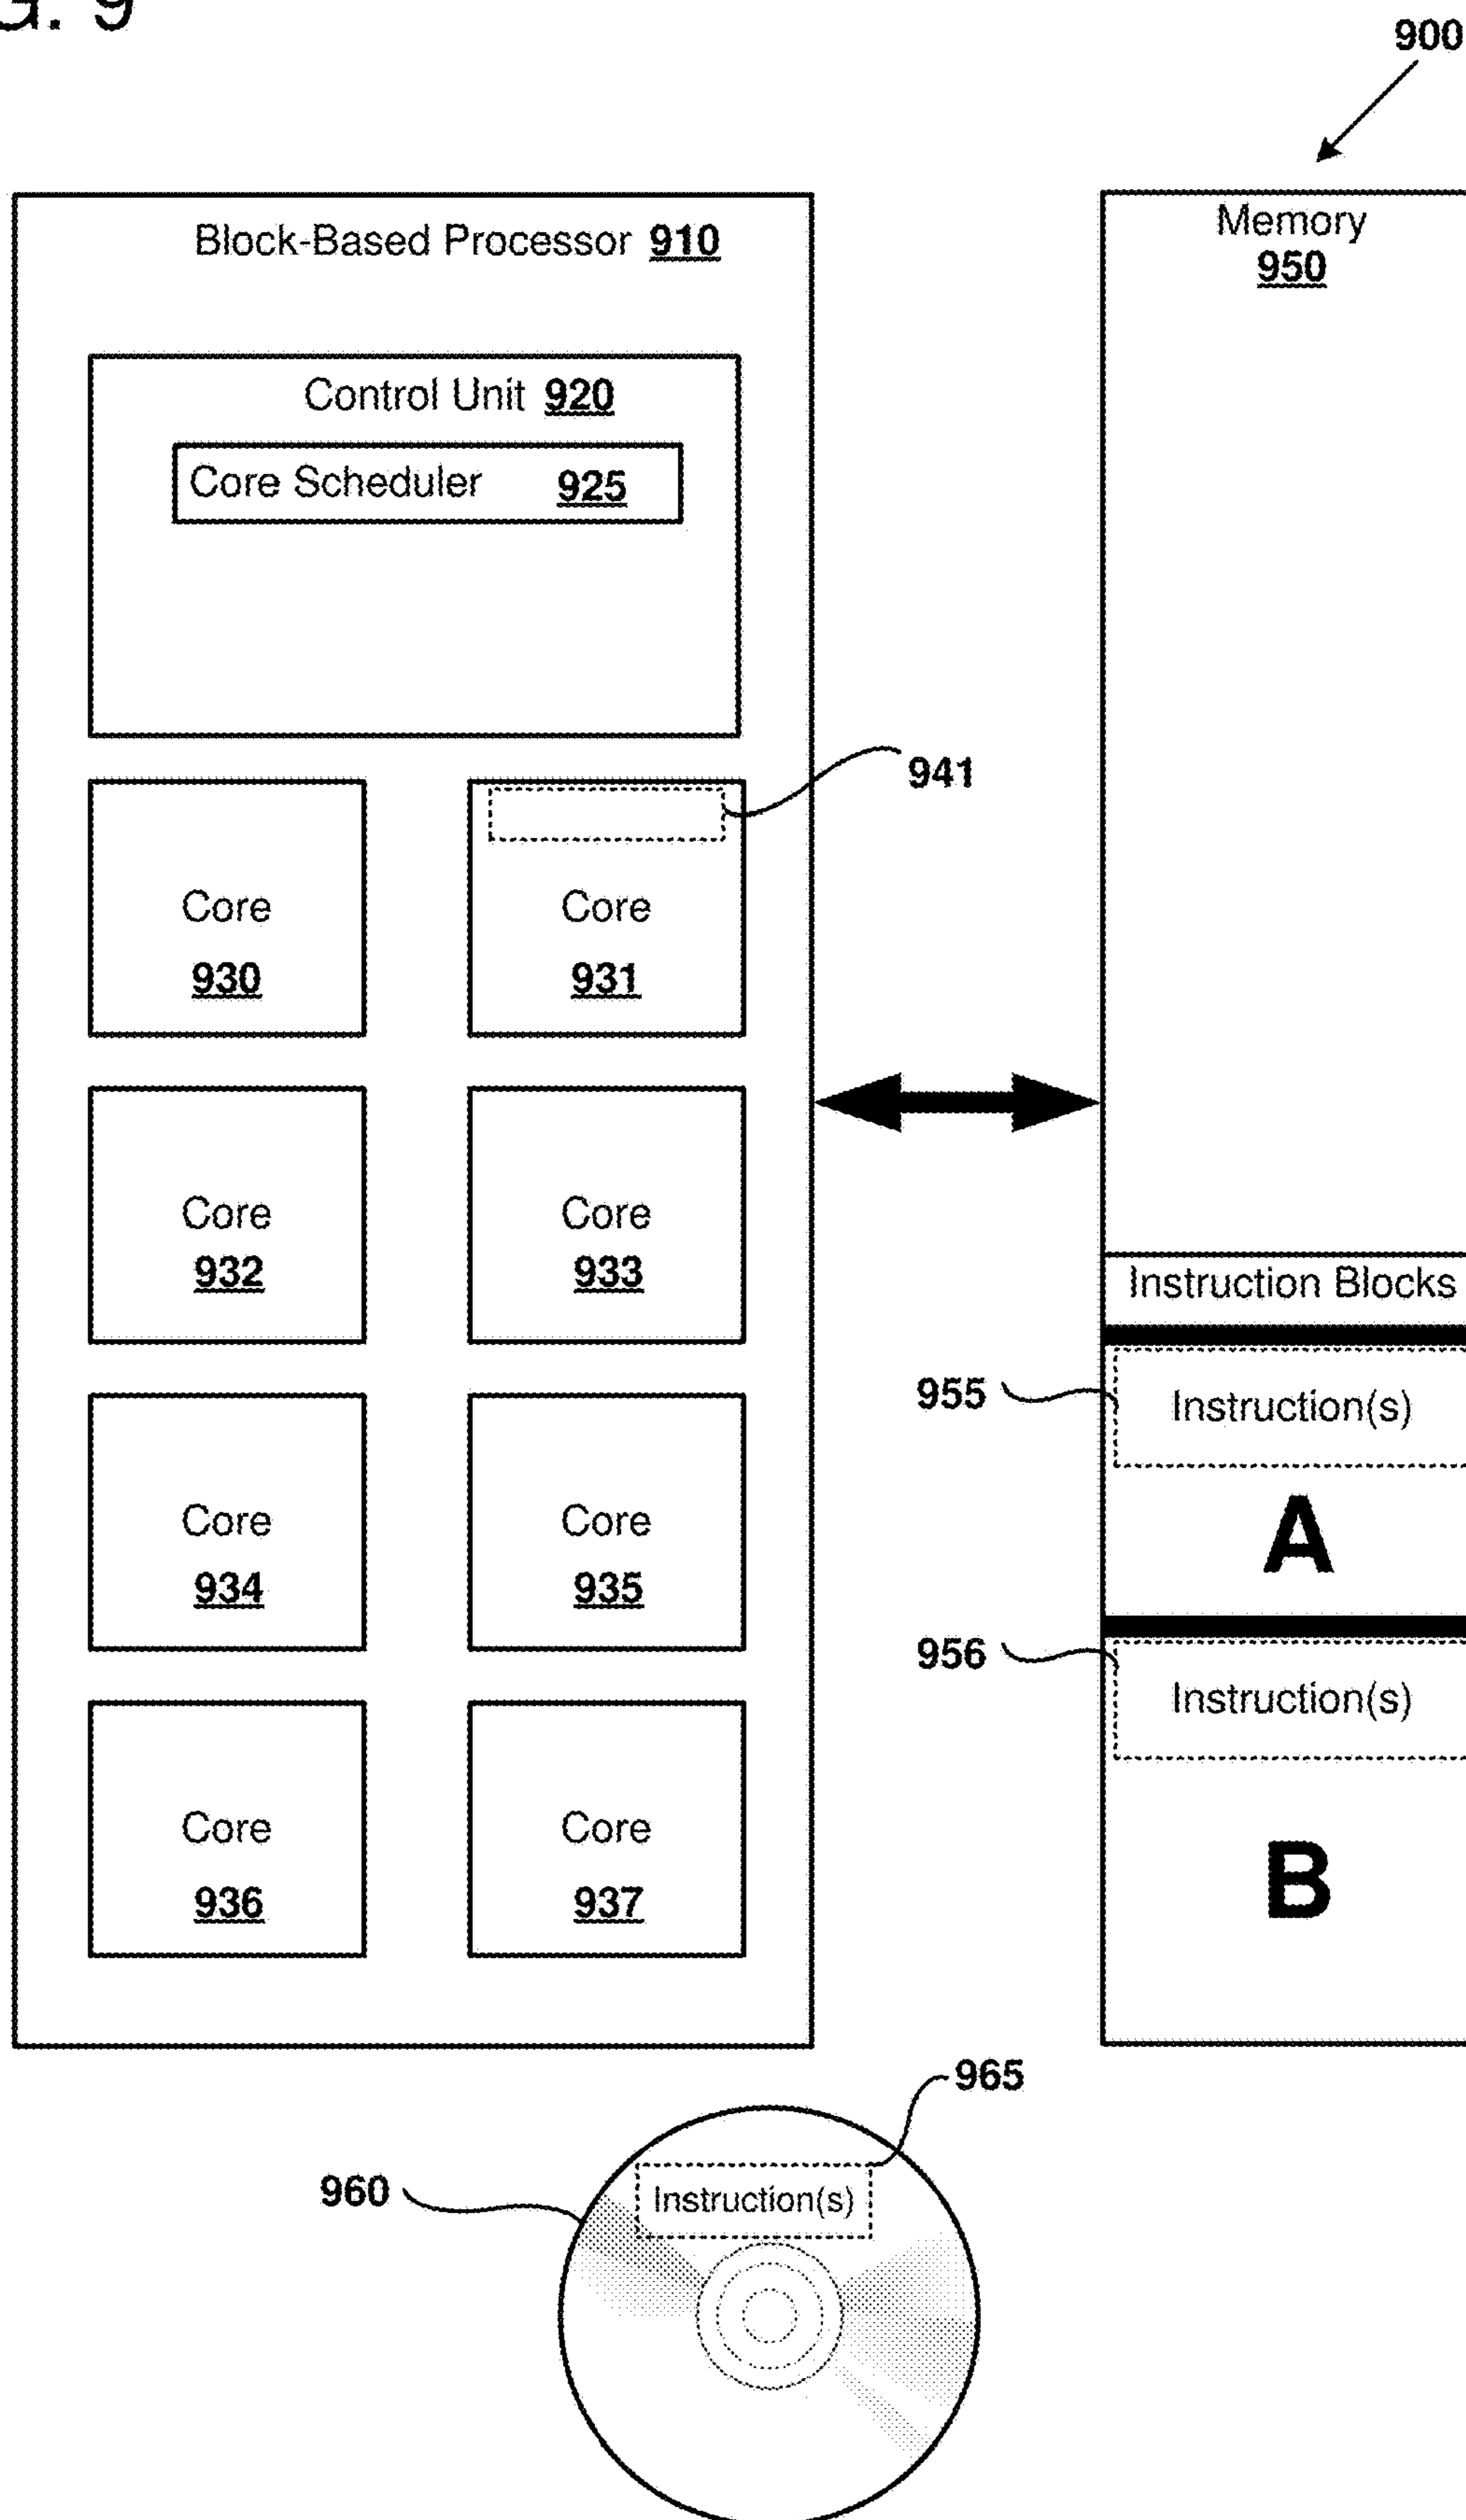 G. 9
900
Block-Based Processor 910
Memory
950
Control Unit 920
Core Scheduler 925
941
Core
930
Core
931
Core
932
Core
933
Instruction Blocks
955
Instruction(s)
A
Core
934
Core
935
956
Instruction(s)
B
Core
936
Core
937
965
960
Instruction(s)